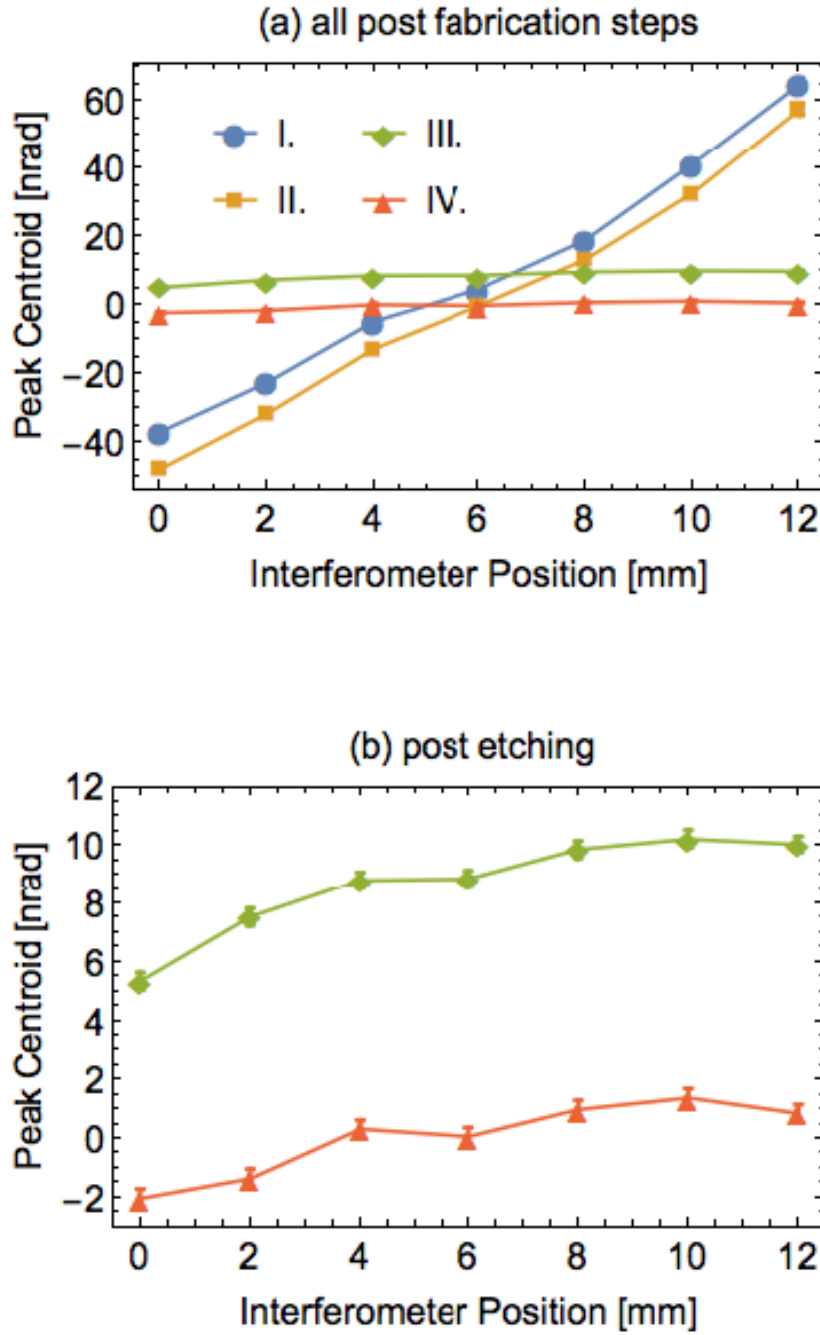 (a) all post fabrication steps
Peak Centroid [nrad]
60
40
20
0
−20
−40
I. III.
II. IV.
0 2 4 6 8 10 12
Interferometer Position [mm]
(b) post etching
Peak Centroid [nrad]
12
10
8
6
4
2
0
−2
0 2 4 6 8 10 12
Interferometer Position [mm]